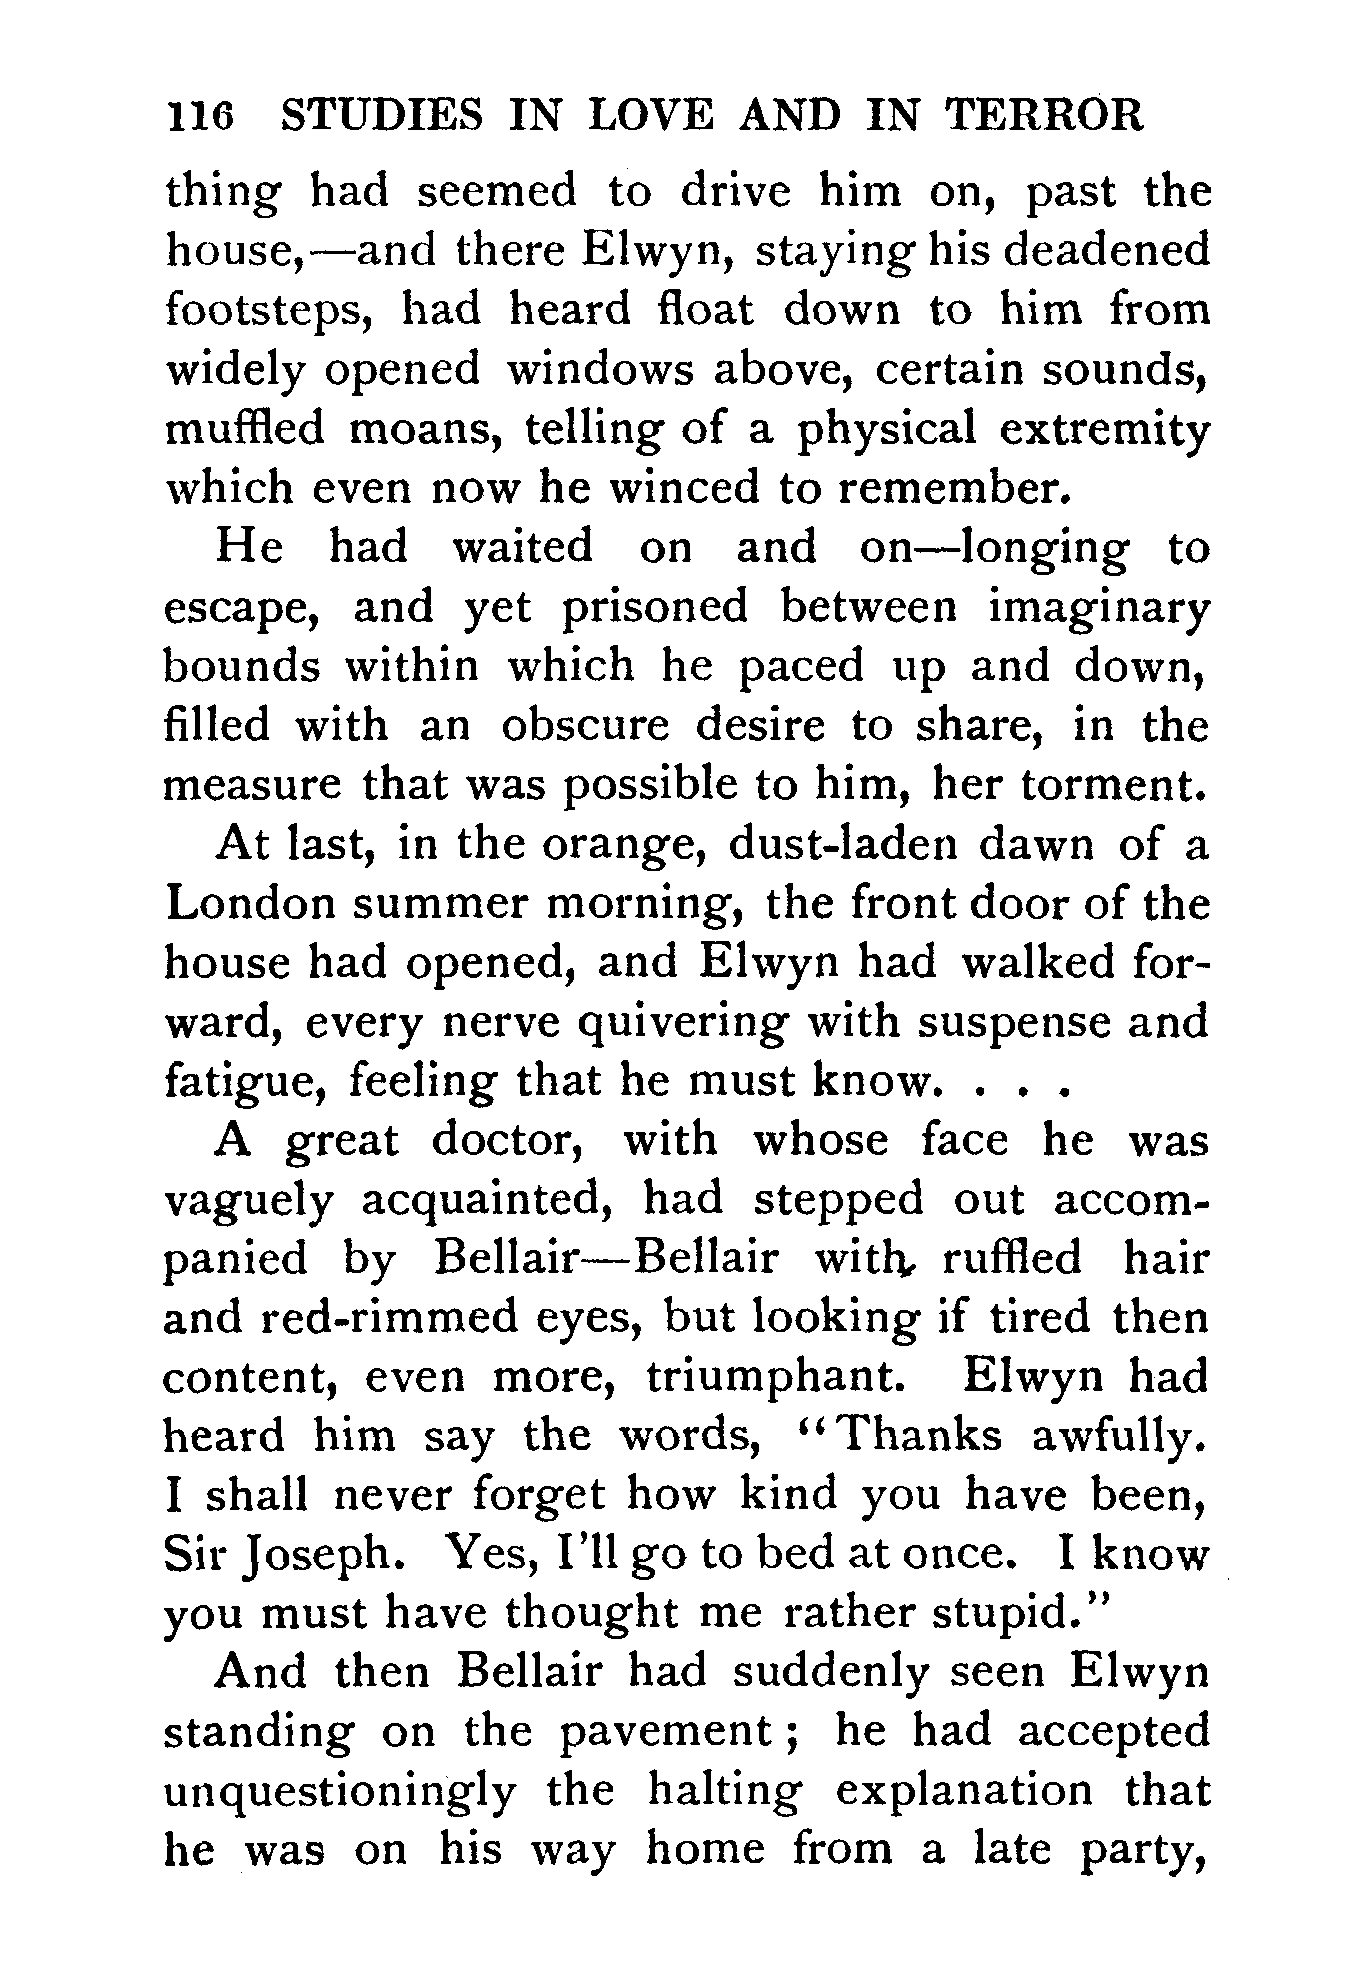 116 STUDIES IN LOVE AND IN TERROR
thing had seemed to drive him on, past the
house,—and there Elwyn, staying his deadened
footsteps, had heard float down to him from
widely opened windows above, certain sounds,
muffled moans, telling of a physical extremity
which even now he winced to remember.
He had waited on and on—longing to
escape, and yet prisoned between imaginary
bounds within which he paced up and down,
filled with an obscure desire to share, in the
measure that was possible to him, her torment.
At last, in the orange, dust-laden dawn of a
London summer morning, the front door of the
house had opened, and Elwyn had walked for-
ward, every nerve quivering with suspense and
fatigue, feeling that he must know. . . .
A great doctor, with whose face he was
vaguely acquainted, had stepped out accom-
panied by Bellair—Bellair with ruffled hair
and red-rimmed eyes, but looking if tired then
content, even more, triumphant. Elwyn had
heard him say the words, “Thanks awfully.
I shall never forget how kind you have been,
Sir Joseph. Yes, I’ll go to bed at once. I know
you must have thought me rather stupid.”
And then Bellair had suddenly seen Elwyn
standing on the pavement ; he had accepted
unquestioningly the halting explanation that
he was on his way home from a late party,